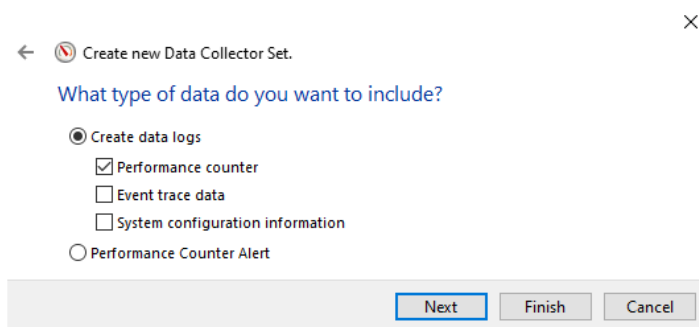 Create new Data Collector Set.
What type of data do you want to include?
Create data logs
Performance counter
Event trace data
System configuration information
Performance Counter Alert
Next Finish Cancel